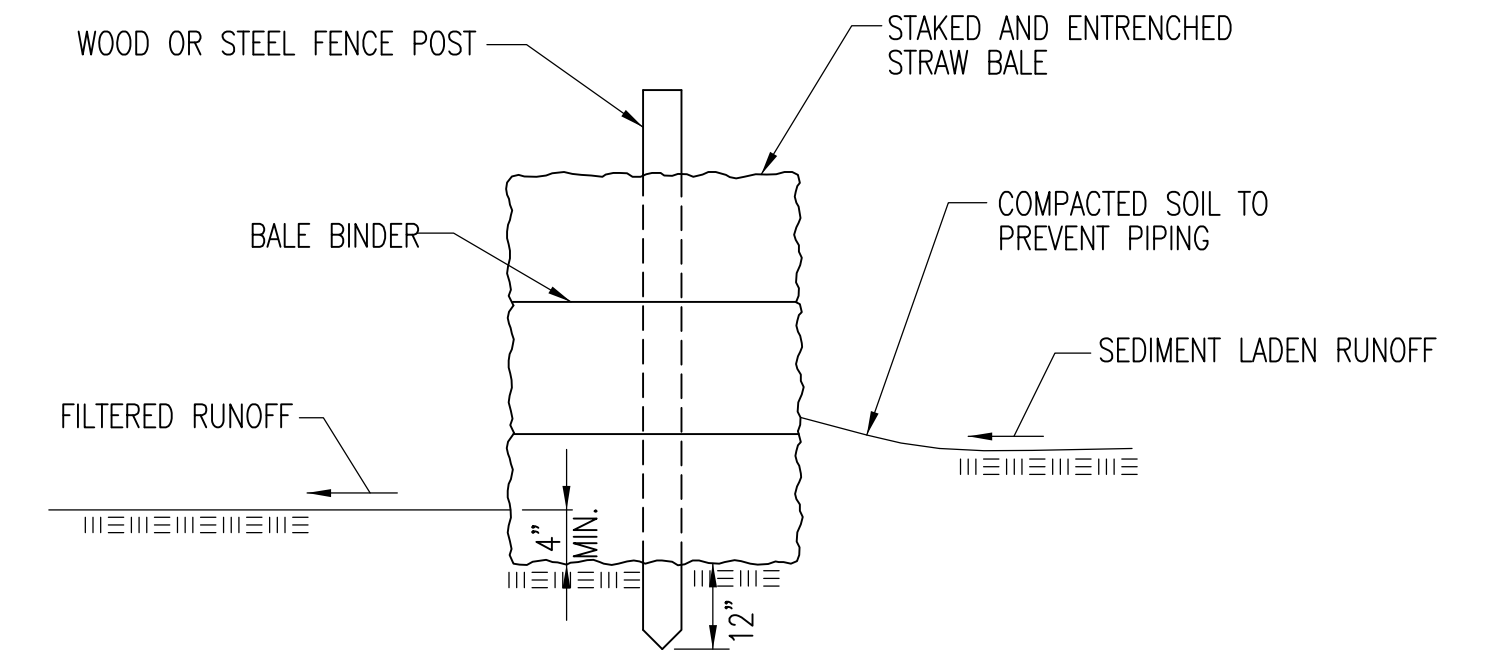 WOOD OR STEEL FENCE POST
STAKED AND ENTRENCHED
STRAW BALE
BALE BINDER
COMPACTED SOIL TO
PREVENT PIPING
SEDIMENT LADEN RUNOFF
FILTERED RUNOFF
4"
MIN.
12"